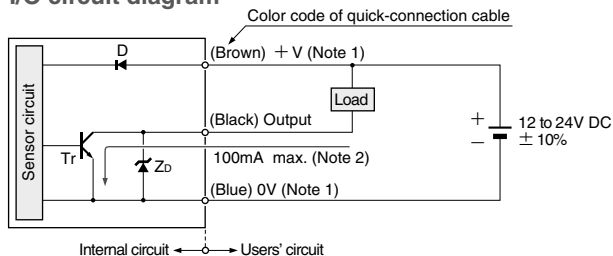 I/O circuit diagram
Color code of quick-connection cable
D
(Brown) +V (Note 1)
Load
(Black) Output
Sensor circuit
Tr
ZD
100mA max. (Note 2)
+
−
12 to 24V DC
±10%
(Blue) 0V (Note 1)
Internal circuit
Users' circuit